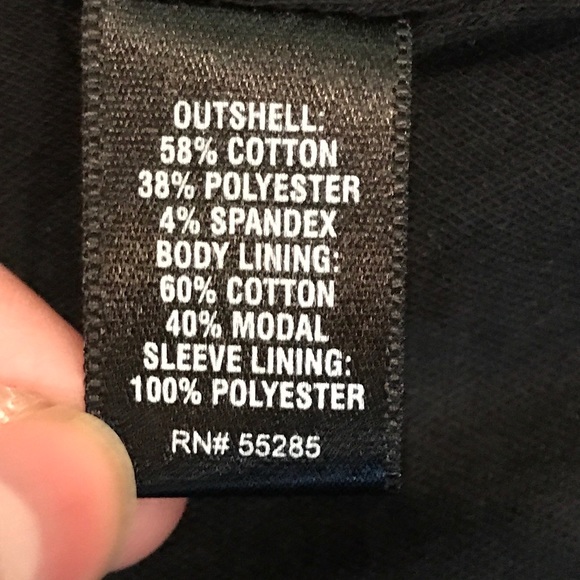 OUTSHELL:
58% COTTON
38% POLYESTER
4% SPANDEX
BODY LINING:
60% COTTON
40% MODAL
SLEEVE LINING:
100% POLYESTER
RN# 55285